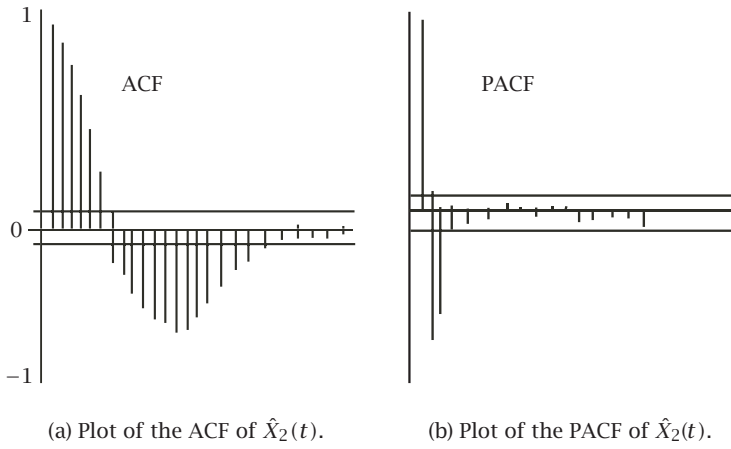 1
ACF
PACF
0
−1
(a) Plot of the ACF of X̂₂(t).
(b) Plot of the PACF of X̂₂(t).